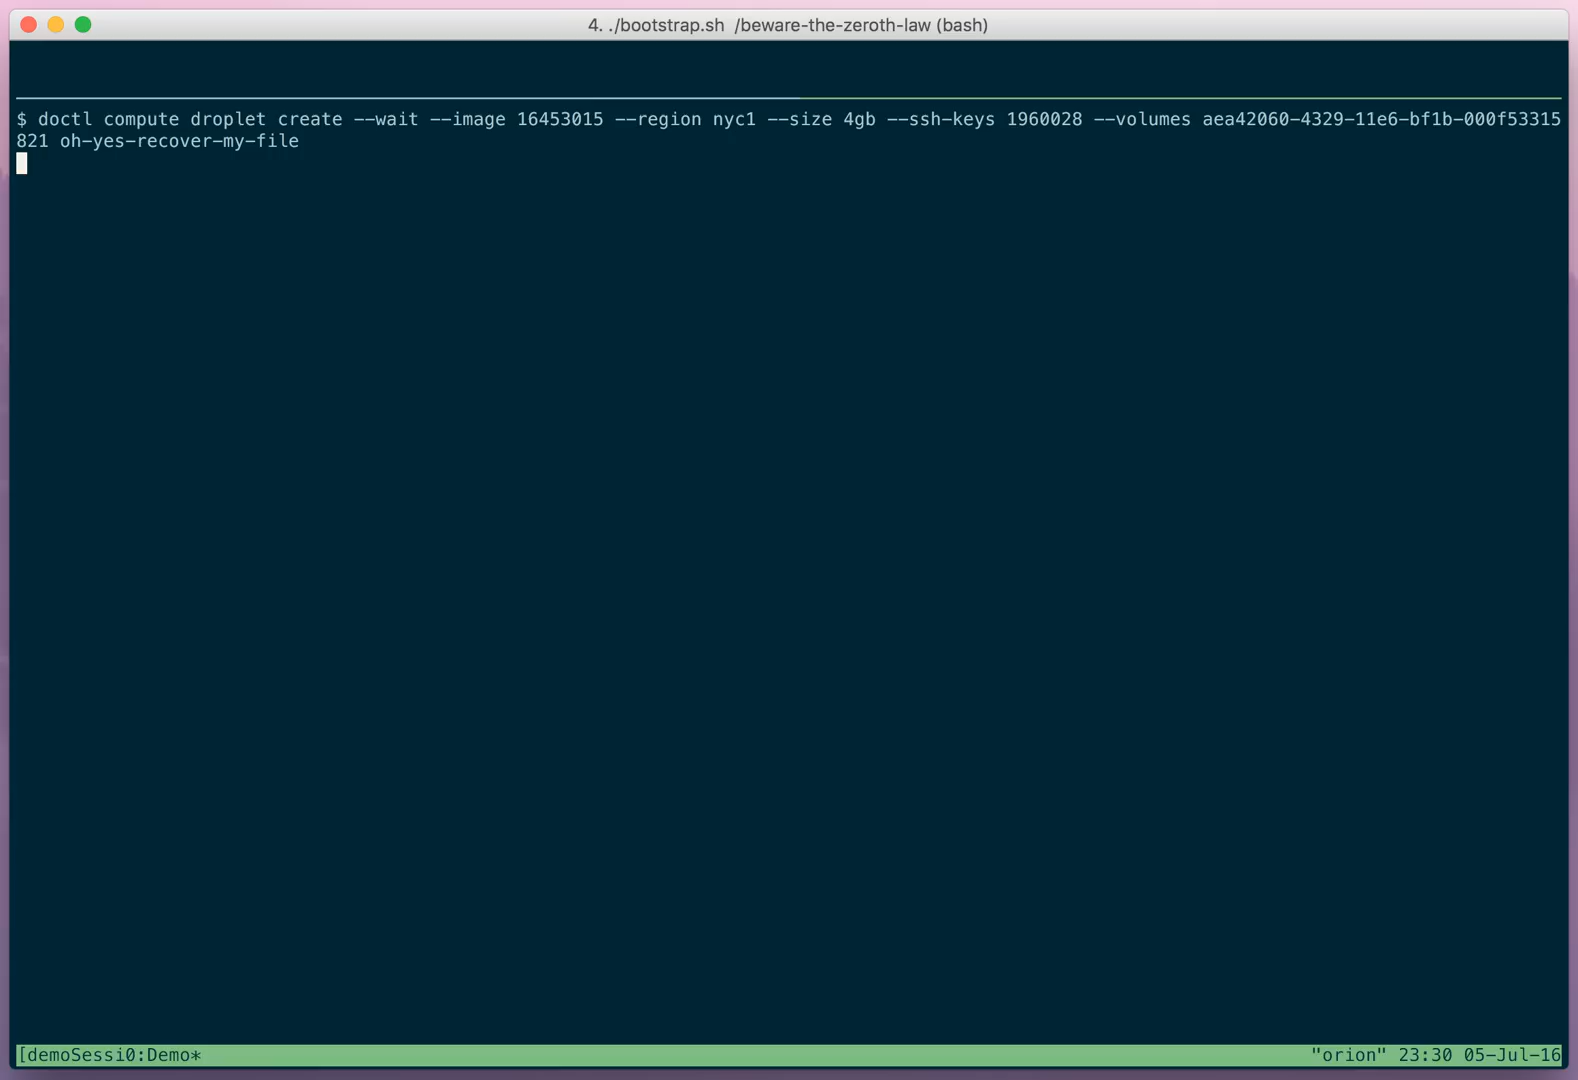 4. ./bootstrap.sh /beware-the-zeroth-law (bash)
$ doctl compute droplet create --wait --image 16453015 --region nyc1 --size 4gb --ssh-keys 1960028 --volumes aea42060-4329-11e6-bf1b-000f53315
821 oh-yes-recover-my-file
[demoSessi0:Demo* "orion" 23:30 05-Jul-16